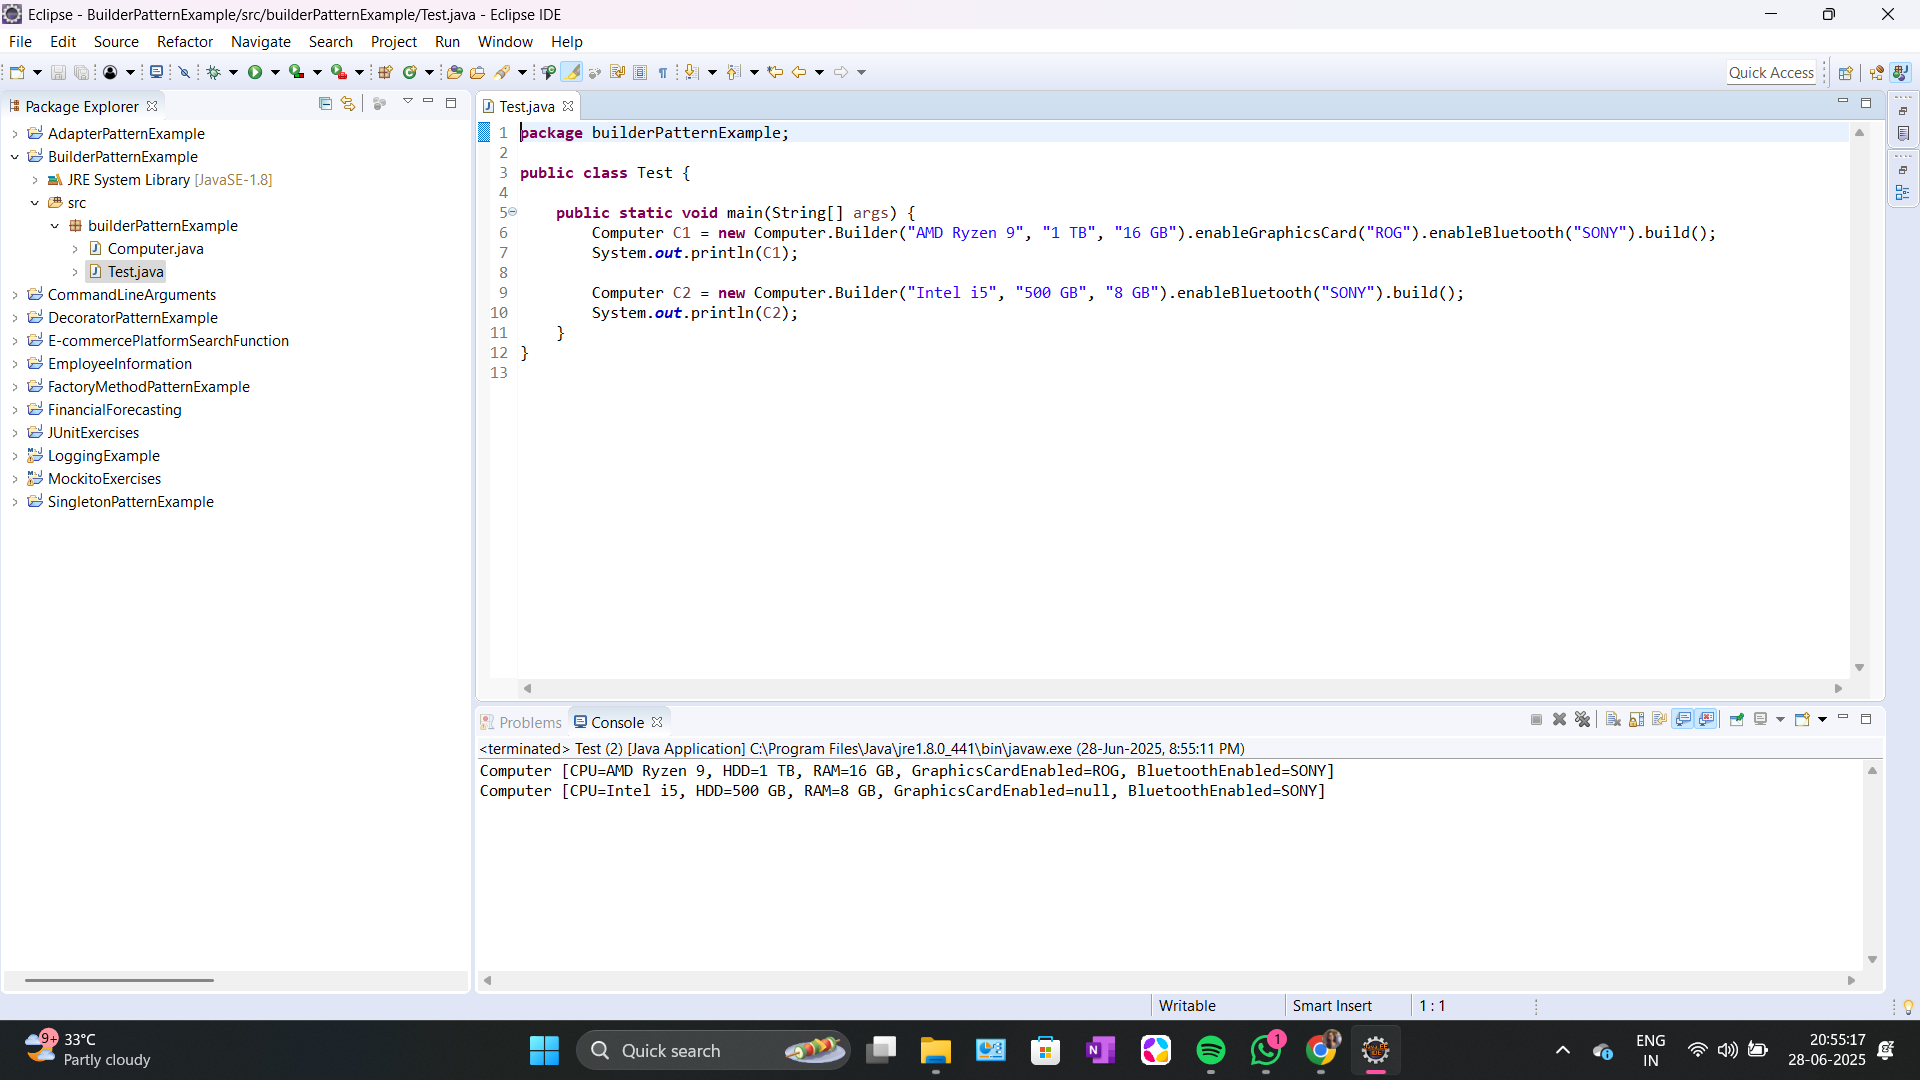 Eclipse - BuilderPatternExample/src/builderPatternExample/Test.java - Eclipse IDE
File Edit Source Refactor Navigate Search Project Run Window Help
Quick Access
Package Explorer
AdapterPatternExample
BuilderPatternExample
JRE System Library [JavaSE-1.8]
src
builderPatternExample
Computer.java
Test.java
CommandLineArguments
DecoratorPatternExample
E-commercePlatformSearchFunction
EmployeeInformation
FactoryMethodPatternExample
FinancialForecasting
JUnitExercises
LoggingExample
MockitoExercises
SingletonPatternExample
Test.java
1 package builderPatternExample;
2
3 public class Test {
4
5     public static void main(String[] args) {
6         Computer C1 = new Computer.Builder("AMD Ryzen 9", "1 TB", "16 GB").enableGraphicsCard("ROG").enableBluetooth("SONY").build();
7         System.out.println(C1);
8
9         Computer C2 = new Computer.Builder("Intel i5", "500 GB", "8 GB").enableBluetooth("SONY").build();
10         System.out.println(C2);
11     }
12 }
13
Problems Console
<terminated> Test (2) [Java Application] C:\Program Files\Java\jre1.8.0_441\bin\javaw.exe (28-Jun-2025, 8:55:11 PM)
Computer [CPU=AMD Ryzen 9, HDD=1 TB, RAM=16 GB, GraphicsCardEnabled=ROG, BluetoothEnabled=SONY]
Computer [CPU=Intel i5, HDD=500 GB, RAM=8 GB, GraphicsCardEnabled=null, BluetoothEnabled=SONY]
Writable Smart Insert 1 : 1
9+
33°C
Partly cloudy
Quick search
N
1
ENG
IN
20:55:17
28-06-2025